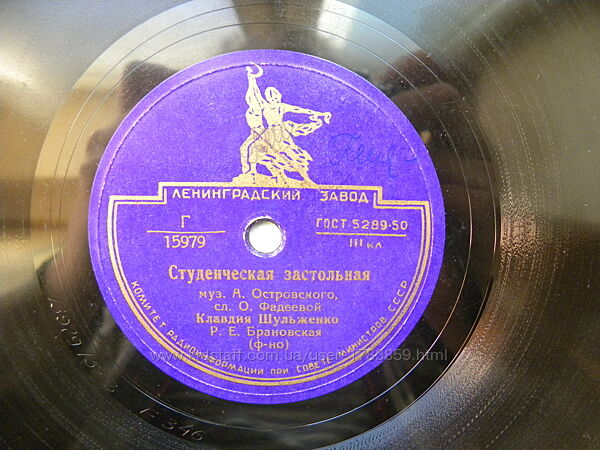 ЛЕНИНГРАДСКИЙ ЗАВОД
Г
15979
ГОСТ 5289-50
III кл
Студенческая застольная
муз. А. Островского,
сл. О. Фадеевой
Клавдия Шульженко
Р. Е. Брановская
(ф-но)
КОМИТЕТ РАДИОИНФОРМАЦИИ ПРИ СОВЕТЕ МИНИСТРОВ СССР